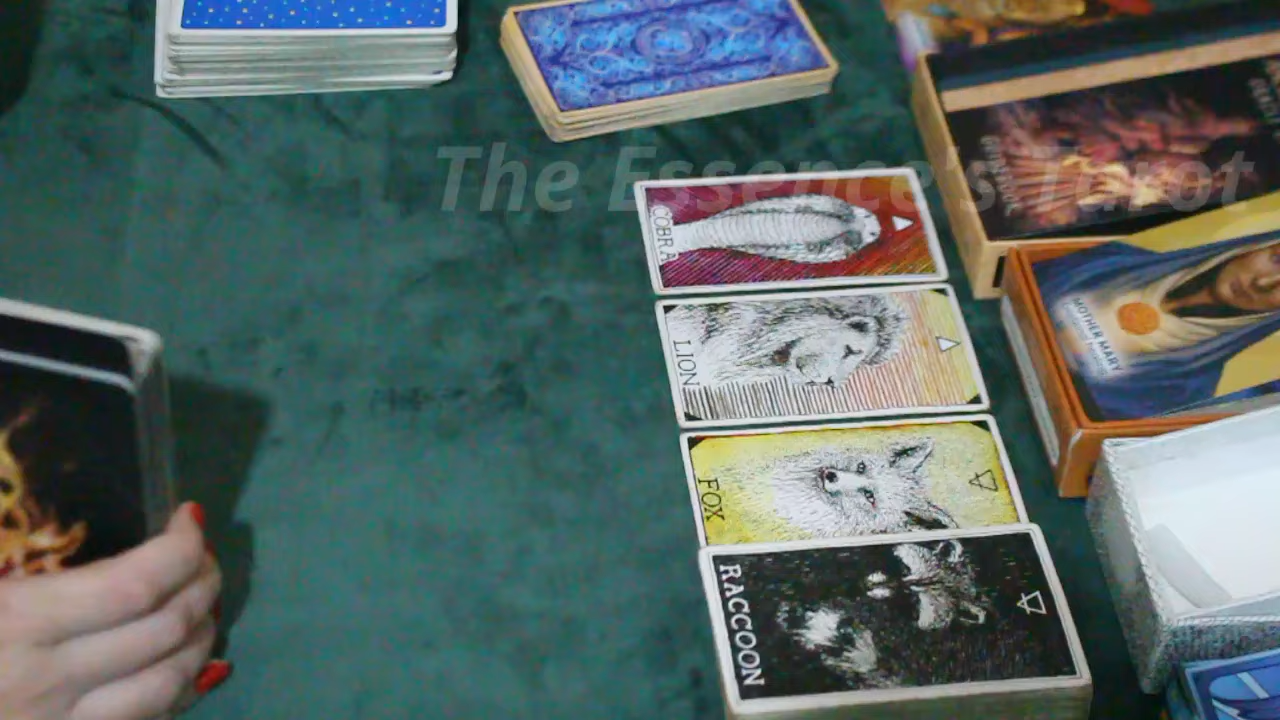 The Essence's Tarot
COBRA
LION
FOX
RACCOON
MOTHER MARY